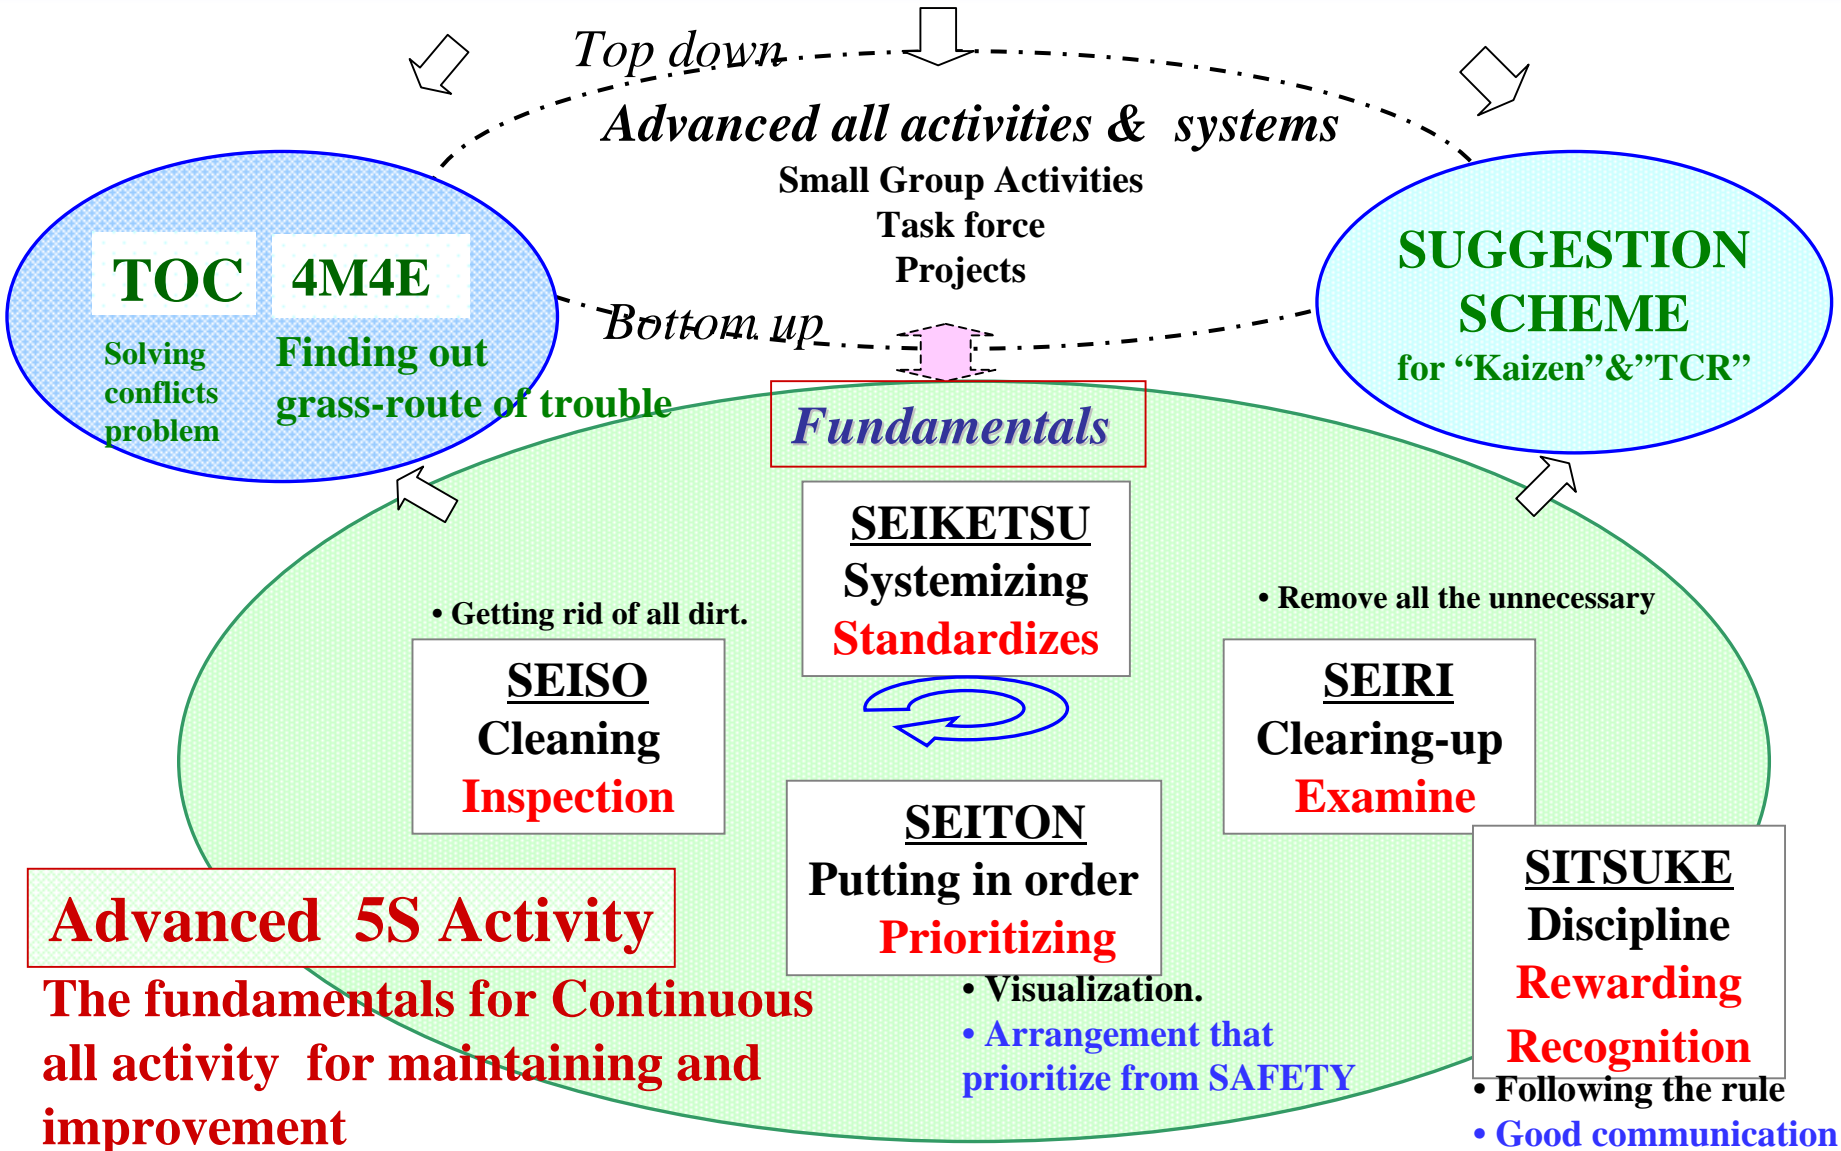 Top down
Advanced all activities & systems
Small Group Activities
Task force
Projects
Bottom up
TOC
Solving
conflicts
problem
4M4E
Finding out
grass-route of trouble
SUGGESTION
SCHEME
for “Kaizen”&”TCR”
Fundamentals
SEIKETSU
Systemizing
Standardizes
• Getting rid of all dirt.
SEISO
Cleaning
Inspection
• Remove all the unnecessary
SEIRI
Clearing-up
Examine
SEITON
Putting in order
Prioritizing
• Visualization.
• Arrangement that
prioritize from SAFETY
SITSUKE
Discipline
Rewarding
Recognition
• Following the rule
• Good communication
Advanced 5S Activity
The fundamentals for Continuous
all activity for maintaining and
improvement